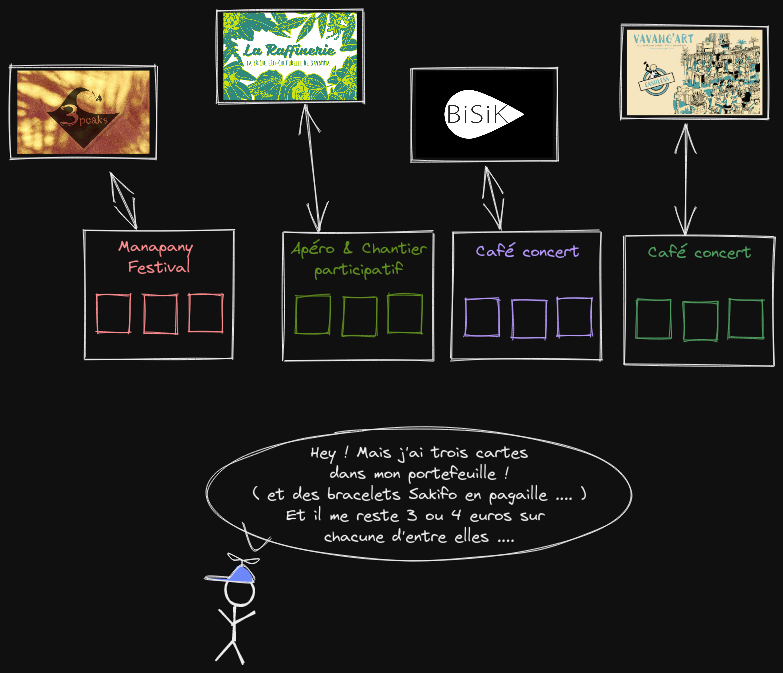 3 peaks
La Raffinerie
BiSiK
VAVANG'ART
Manapany
Festival
Apéro & Chantier
participatif
Café concert
Café concert
Hey ! Mais j'ai trois cartes
dans mon portefeuille !
( et des bracelets Sakifo en pagaille .... )
Et il me reste 3 ou 4 euros sur
chacune d'entre elles ....